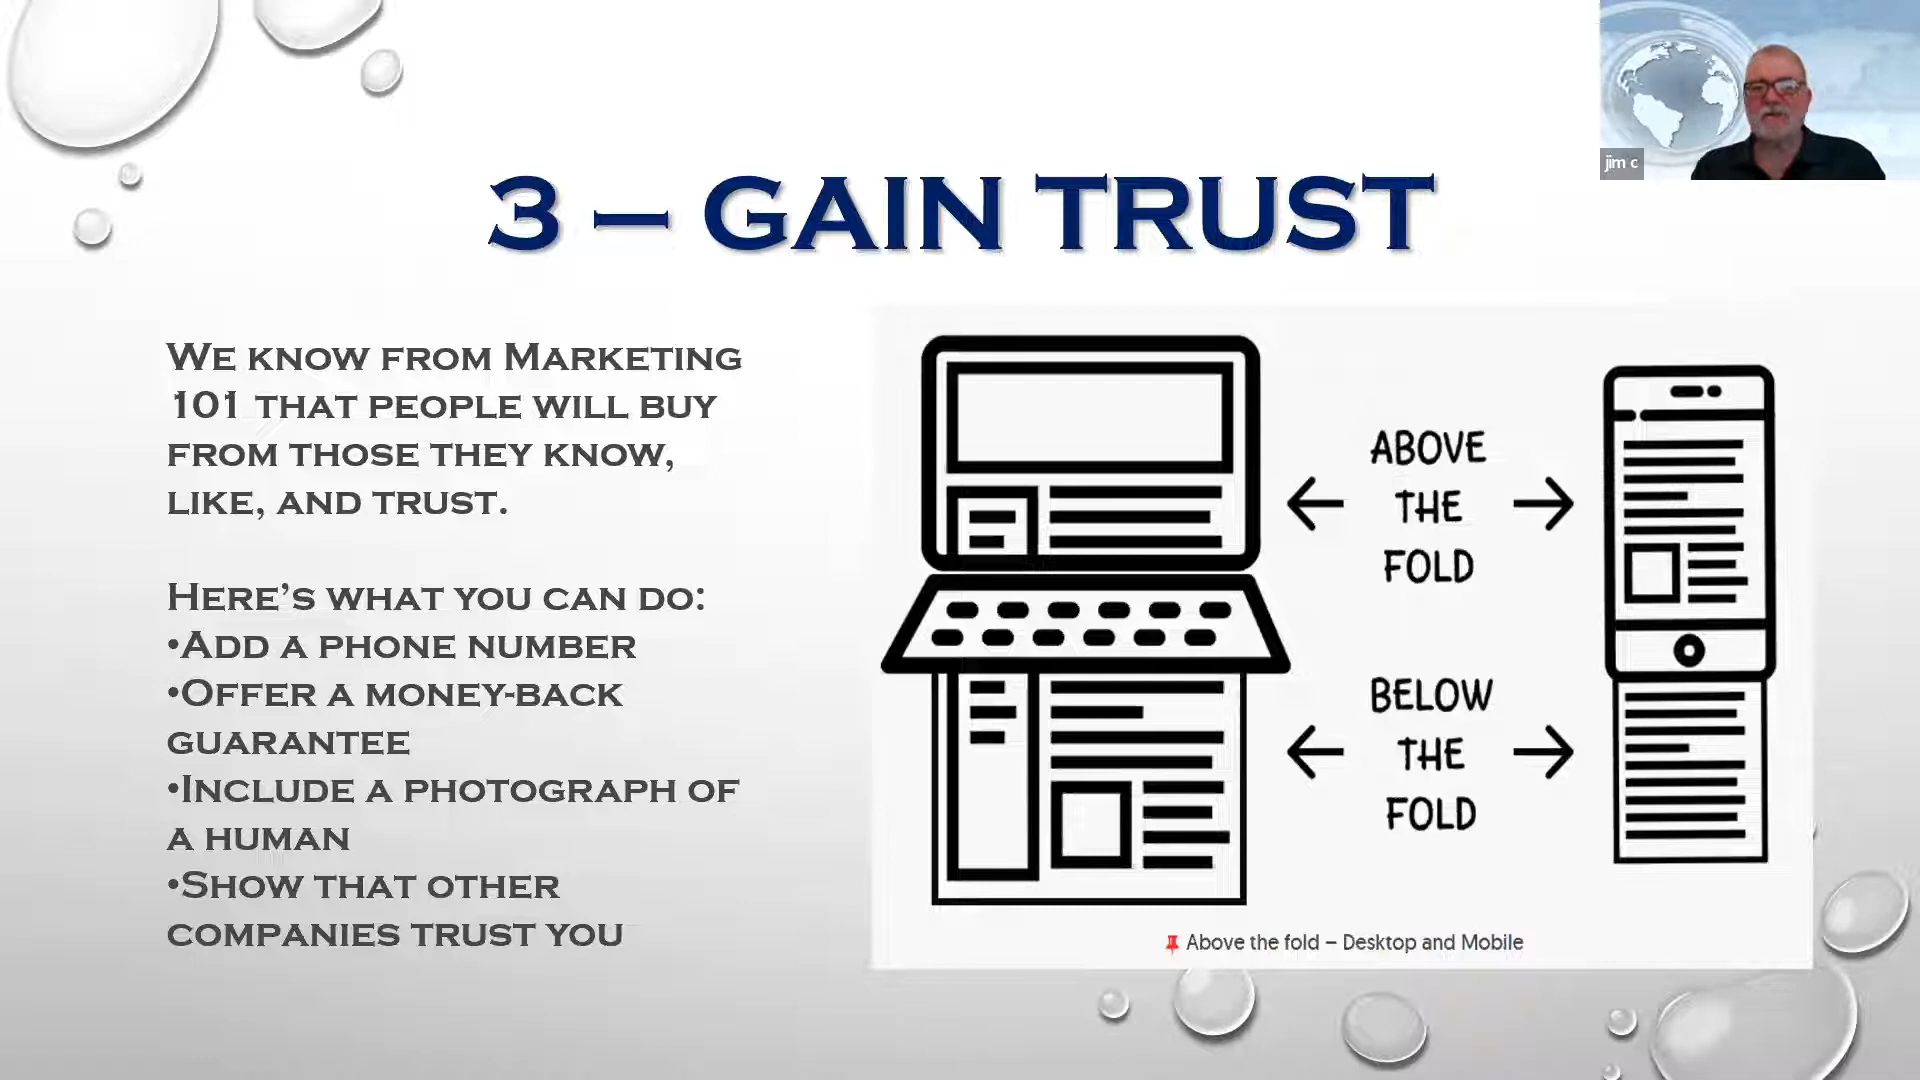 jim c
3 – GAIN TRUST
WE KNOW FROM MARKETING
101 THAT PEOPLE WILL BUY
FROM THOSE THEY KNOW,
LIKE, AND TRUST.
HERE’S WHAT YOU CAN DO:
•ADD A PHONE NUMBER
•OFFER A MONEY-BACK
GUARANTEE
•INCLUDE A PHOTOGRAPH OF
A HUMAN
•SHOW THAT OTHER
COMPANIES TRUST YOU
ABOVE
THE
FOLD
BELOW
THE
FOLD
Above the fold – Desktop and Mobile